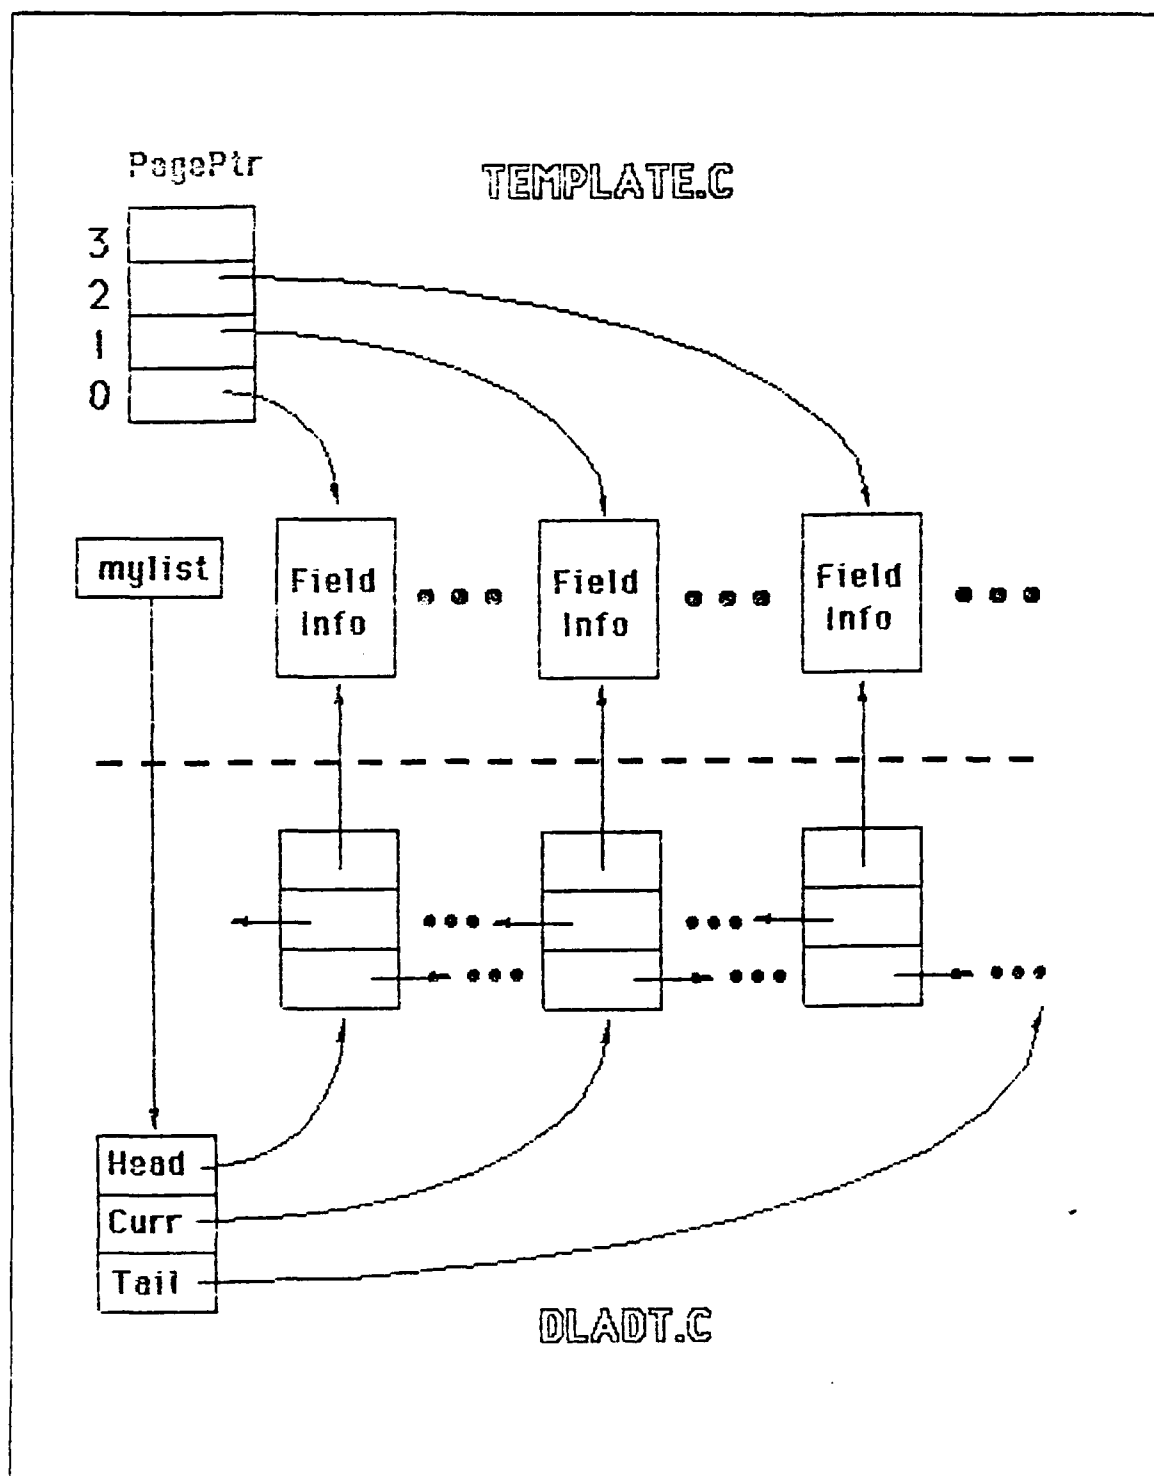 PagePtr
TEMPLATE.C
3
2
1
0
mylist
Field
Info
Field
Info
Field
Info
Head
Curr
Tail
DLADT.C